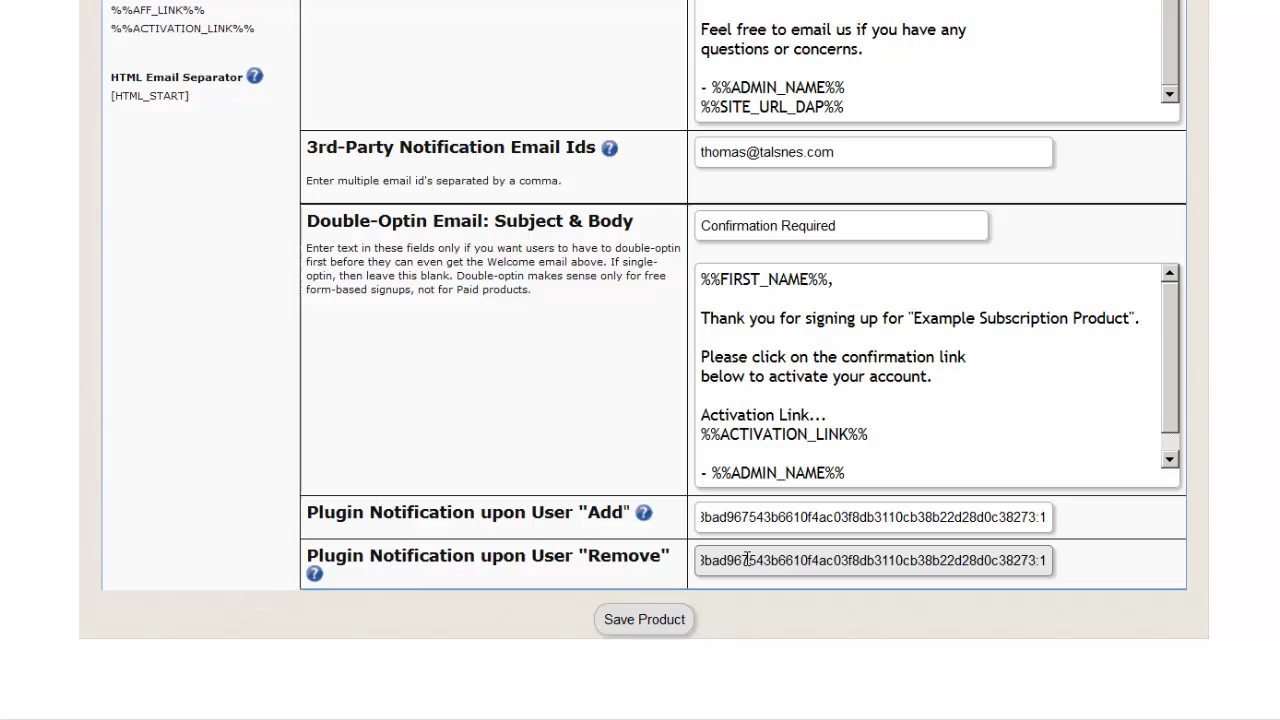 %%AFF_LINK%%
%%ACTIVATION_LINK%%
HTML Email Separator
[HTML_START]
Feel free to email us if you have any
questions or concerns.
- %%ADMIN_NAME%%
%%SITE_URL_DAP%%
3rd-Party Notification Email Ids
Enter multiple email id's separated by a comma.
thomas@talsnes.com
Double-Optin Email: Subject & Body
Enter text in these fields only if you want users to have to double-optin
first before they can even get the Welcome email above. If single-
optin, then leave this blank. Double-optin makes sense only for free
form-based signups, not for Paid products.
Confirmation Required
%%FIRST_NAME%%,
Thank you for signing up for "Example Subscription Product".
Please click on the confirmation link
below to activate your account.
Activation Link...
%%ACTIVATION_LINK%%
- %%ADMIN_NAME%%
Plugin Notification upon User "Add"
3bad967543b6610f4ac03f8db3110cb38b22d28d0c38273:1
Plugin Notification upon User "Remove"
3bad967543b6610f4ac03f8db3110cb38b22d28d0c38273:1
Save Product